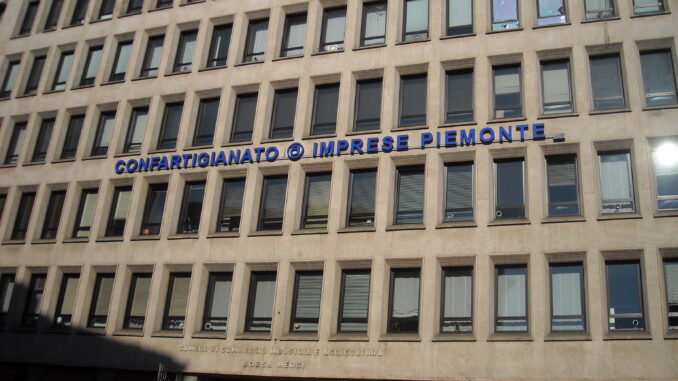 CONFARTIGIANATO IMPRESE PIEMONTE
CAMERA DI COMMERCIO INDUSTRIA E AGRICOLTURA
BORSA MERCI